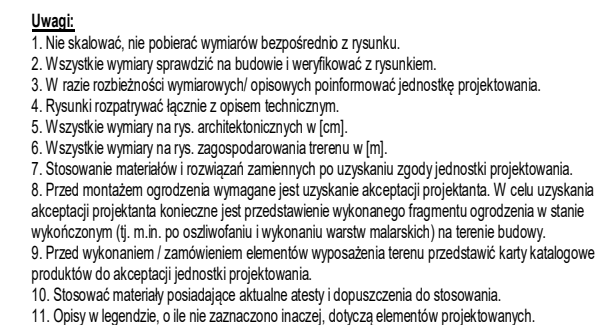 Uwagi:
1. Nie skalować, nie pobierać wymiarów bezpośrednio z rysunku.
2. Wszystkie wymiary sprawdzić na budowie i weryfikować z rysunkiem.
3. W razie rozbieżności wymiarowych/ opisowych poinformować jednostkę projektowania.
4. Rysunki rozpatrywać łącznie z opisem technicznym.
5. Wszystkie wymiary na rys. architektonicznych w [cm].
6. Wszystkie wymiary na rys. zagospodarowania trerenu w [m].
7. Stosowanie materiałów i rozwiązań zamiennych po uzyskaniu zgody jednostki projektowania.
8. Przed montażem ogrodzenia wymagane jest uzyskanie akceptacji projektanta. W celu uzyskania
akceptacji projektanta konieczne jest przedstawienie wykonanego fragmentu ogrodzenia w stanie
wykończonym (tj. m.in. po oszlifowaniu i wykonaniu warstw malarskich) na terenie budowy.
9. Przed wykonaniem / zamówieniem elementów wyposażenia terenu przedstawić karty katalogowe
produktów do akceptacji jednostki projektowania.
10. Stosować materiały posiadające aktualne atesty i dopuszczenia do stosowania.
11. Opisy w legendzie, o ile nie zaznaczono inaczej, dotyczą elementów projektowanych.